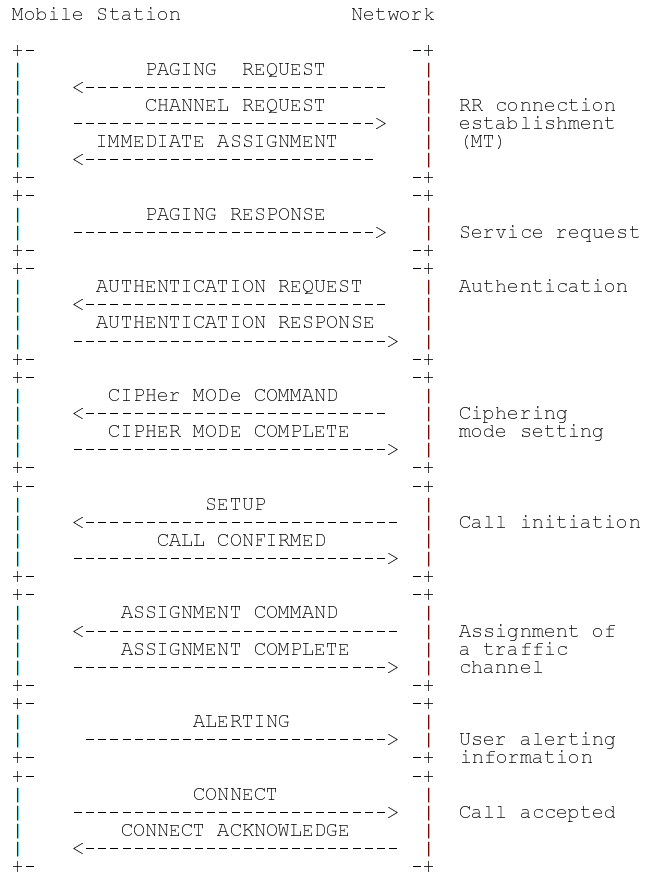 Mobile Station Network
PAGING REQUEST
CHANNEL REQUEST RR connection
establishment
IMMEDIATE ASSIGNMENT (MT)
PAGING RESPONSE
Service request
AUTHENTICATION REQUEST Authentication
AUTHENTICATION RESPONSE
CIPHer MODe COMMAND
Ciphering
CIPHER MODE COMPLETE mode setting
SETUP
Call initiation
CALL CONFIRMED
ASSIGNMENT COMMAND
Assignment of
ASSIGNMENT COMPLETE a traffic
channel
ALERTING
User alerting
information
CONNECT
Call accepted
CONNECT ACKNOWLEDGE